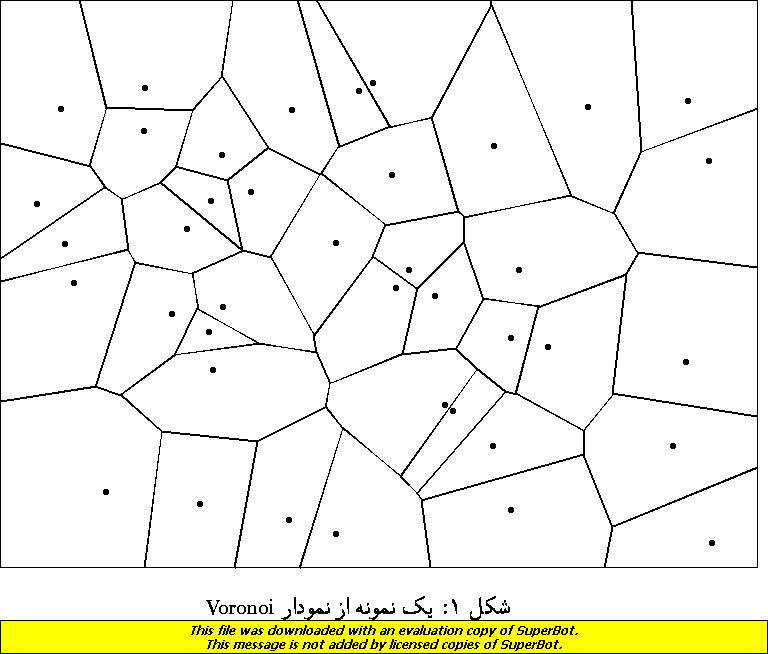 شکل ۱: یک نمونه از نمودار Voronoi
This file was downloaded with an evaluation copy of SuperBot.
This message is not added by licensed copies of SuperBot.